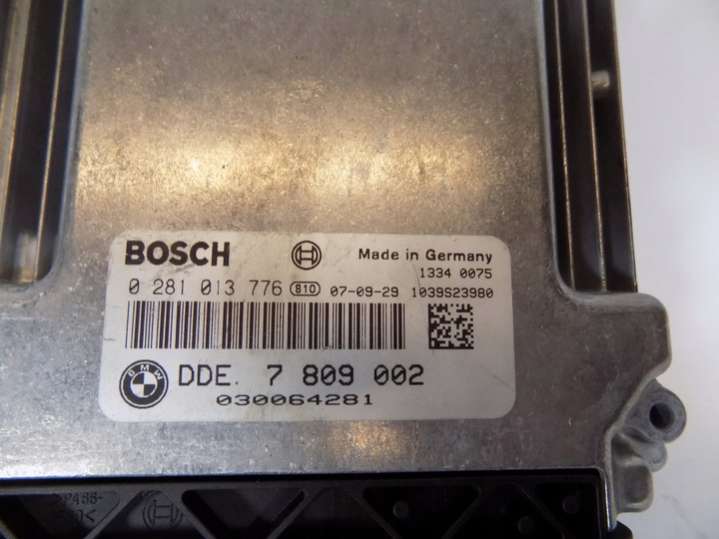 BOSCH Made in Germany
1334 0075
0 281 013 776 810 07-09-29 1039S23980
BMW DDE. 7 809 002
030064281